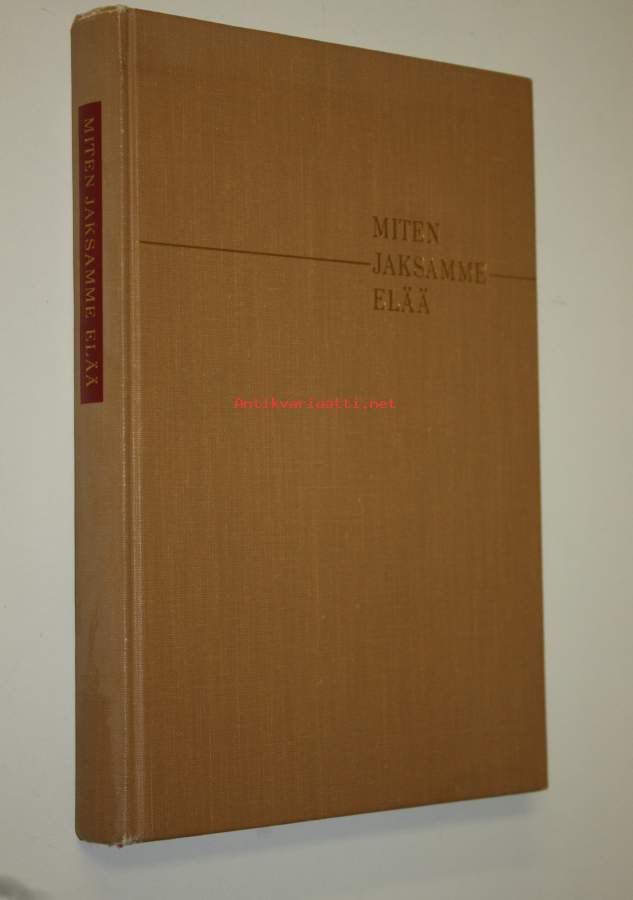 MITEN JAKSAMME ELÄÄ
MITEN
JAKSAMME
ELÄÄ
Antikvariaatti.net